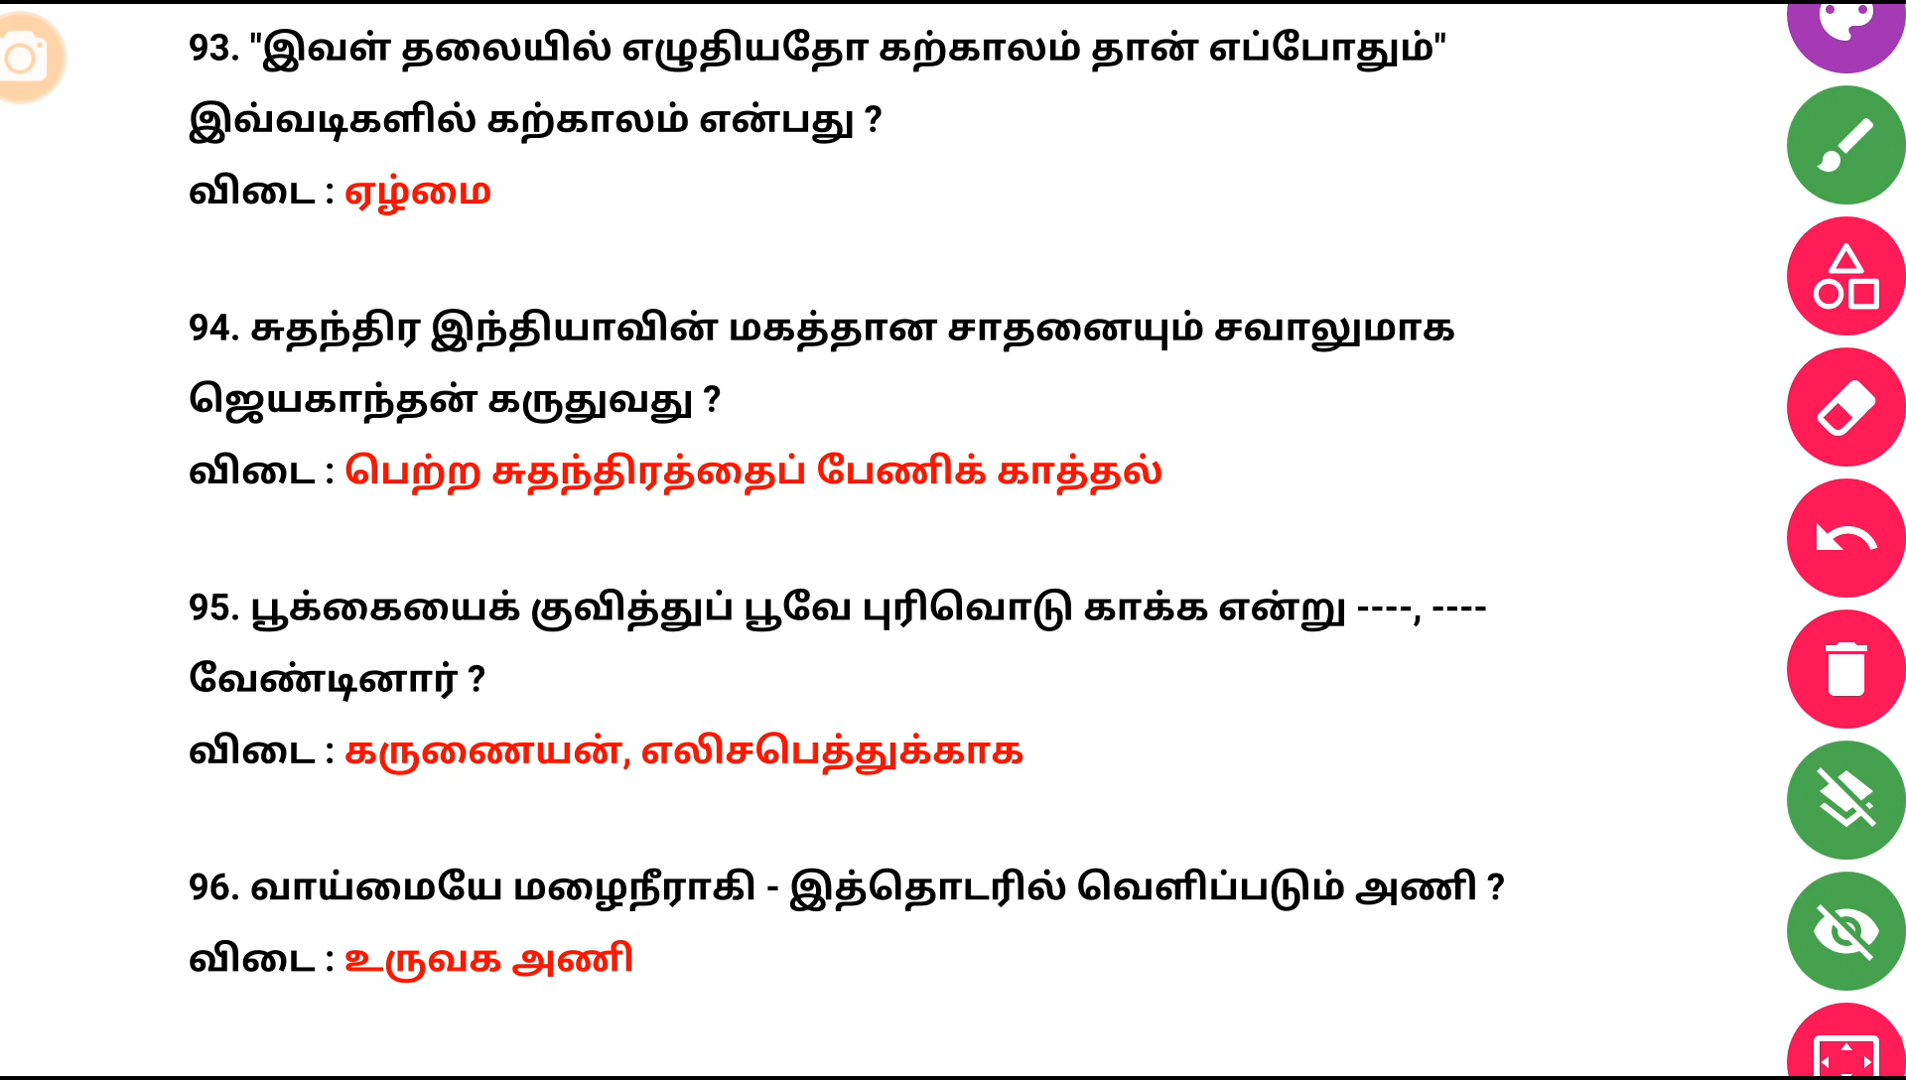 93. "இவள் தலையில் எழுதியதோ கற்காலம் தான் எப்போதும்"
இவ்வடிகளில் கற்காலம் என்பது ?
விடை : ஏழ்மை
94. சுதந்திர இந்தியாவின் மகத்தான சாதனையும் சவாலுமாக
ஜெயகாந்தன் கருதுவது ?
விடை : பெற்ற சுதந்திரத்தைப் பேணிக் காத்தல்
95. பூக்கையைக் குவித்துப் பூவே புரிவொடு காக்க என்று ----, ----
வேண்டினார் ?
விடை : கருணையன், எலிசபெத்துக்காக
96. வாய்மையே மழைநீராகி - இத்தொடரில் வெளிப்படும் அணி ?
விடை : உருவக அணி